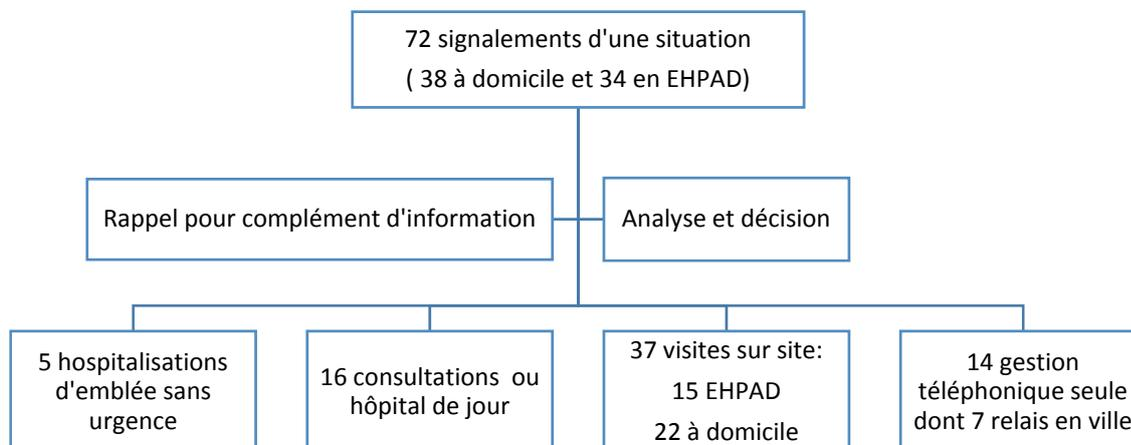 72 signalements d'une situation
( 38 à domicile et 34 en EHPAD)
Rappel pour complément d'information
Analyse et décision
5 hospitalisations
d'emblée sans
urgence
16 consultations ou
hôpital de jour
37 visites sur site:
15 EHPAD
22 à domicile
14 gestion
téléphonique seule
dont 7 relais en ville